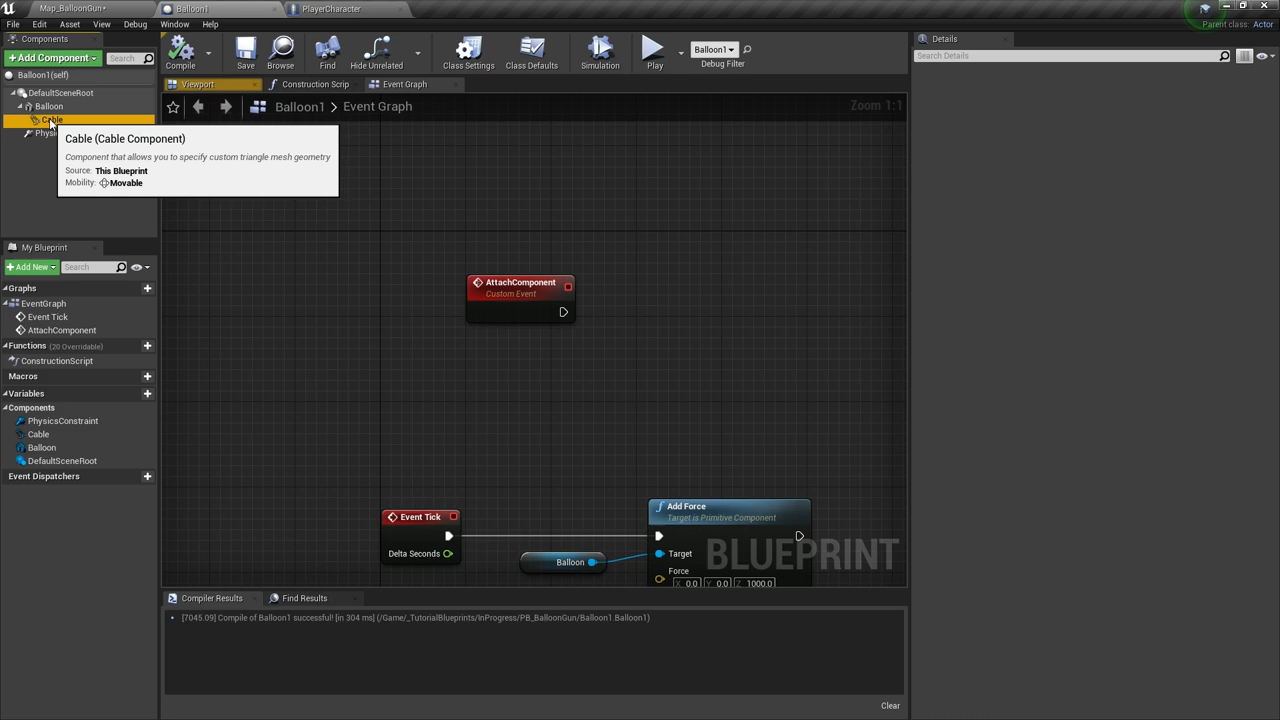 Map_BalloonGun*
Balloon1
PlayerCharacter
File Edit Asset View Debug Window Help
Parent class: Actor
Components
+Add Component
Search
Balloon1(self)
DefaultSceneRoot
Balloon
Cable
Physi
Cable (Cable Component)
Component that allows you to specify custom triangle mesh geometry
Source: This Blueprint
Mobility: Movable
My Blueprint
+Add New
Search
Graphs
EventGraph
Event Tick
AttachComponent
Functions (20 Overridable)
ConstructionScript
Macros
Variables
Components
PhysicsConstraint
Cable
Balloon
DefaultSceneRoot
Event Dispatchers
Compile
Save
Browse
Find
Hide Unrelated
Class Settings
Class Defaults
Simulation
Play
Balloon1
Debug Filter
Viewport
Construction Scrip
Event Graph
Balloon1 > Event Graph
Zoom 1:1
AttachComponent
Custom Event
Event Tick
Delta Seconds
Balloon
Add Force
Target is Primitive Component
Target
Force
X 0.0 Y 0.0 Z 1000.0
BLUEPRINT
Compiler Results
Find Results
[7045.09] Compile of Balloon1 successful! [in 304 ms] (/Game/_TutorialBlueprints/InProgress/PB_BalloonGun/Balloon1.Balloon1)
Clear
Details
Search Details